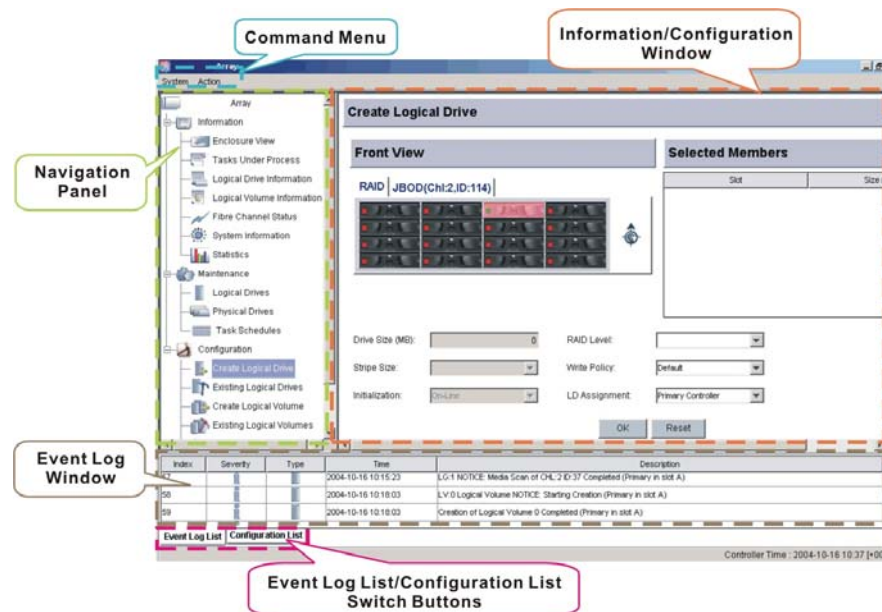 Command Menu
Information/Configuration
Window
Array
System Action
Array
Information
Enclosure View
Tasks Under Process
Logical Drive Information
Logical Volume Information
Fibre Channel Status
System Information
Statistics
Maintenance
Logical Drives
Physical Drives
Task Schedules
Configuration
Create Logical Drive
Existing Logical Drives
Create Logical Volume
Existing Logical Volumes
Navigation
Panel
Create Logical Drive
Front View
Selected Members
RAID JBOD(Chl:2,ID:114)
Slot Size
Drive Size (MB): 0 RAID Level:
Stripe Size: Write Policy: Default
Initialization: On-Line LD Assignment: Primary Controller
OK Reset
Event Log
Window
Index Severity Type Time Description
57 2004-10-16 10:15:23 LG:1 NOTICE: Media Scan of CHL:2 ID:37 Completed (Primary in slot A)
58 2004-10-16 10:18:03 LV:0 Logical Volume NOTICE: Starting Creation (Primary in slot A)
59 2004-10-16 10:18:03 Creation of Logical Volume 0 Completed (Primary in slot A)
Event Log List Configuration List
Controller Time : 2004-10-16 10:37 [+00
Event Log List/Configuration List
Switch Buttons